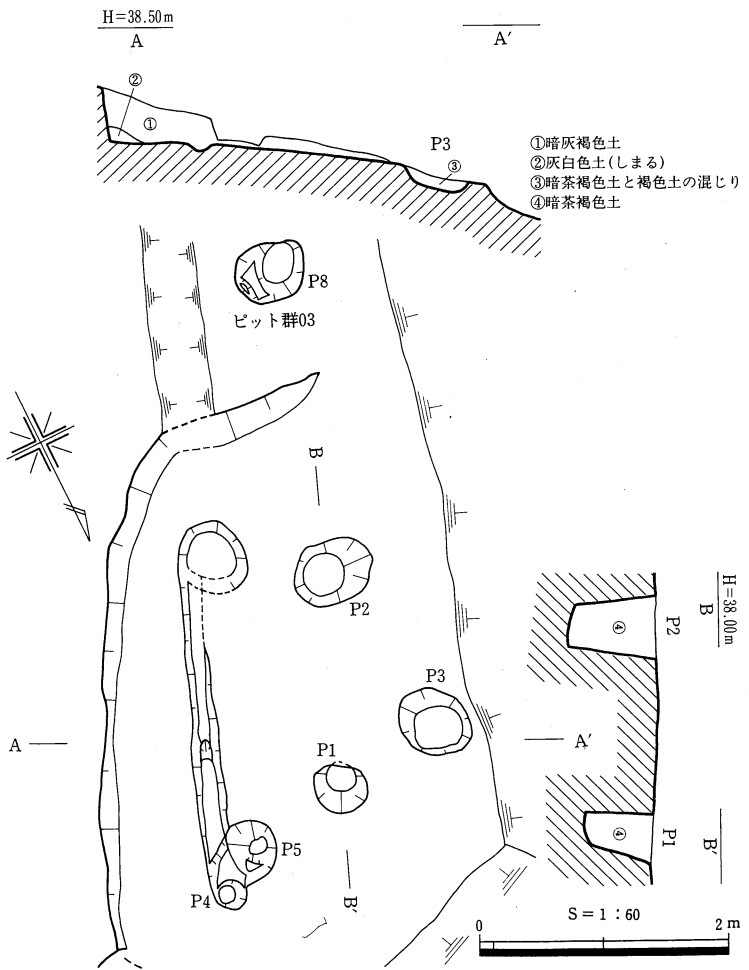 H=38.50m
A
A′
②
①
P3
③
①暗灰褐色土
②灰白色土(しまる)
③暗茶褐色土と褐色土の混じり
④暗茶褐色土
P8
ピット群03
B
P2
P3
A
A′
P1
P5
P4
B′
④
P2
B
H=38.00m
④
P1
B′
S=1:60
0
2m